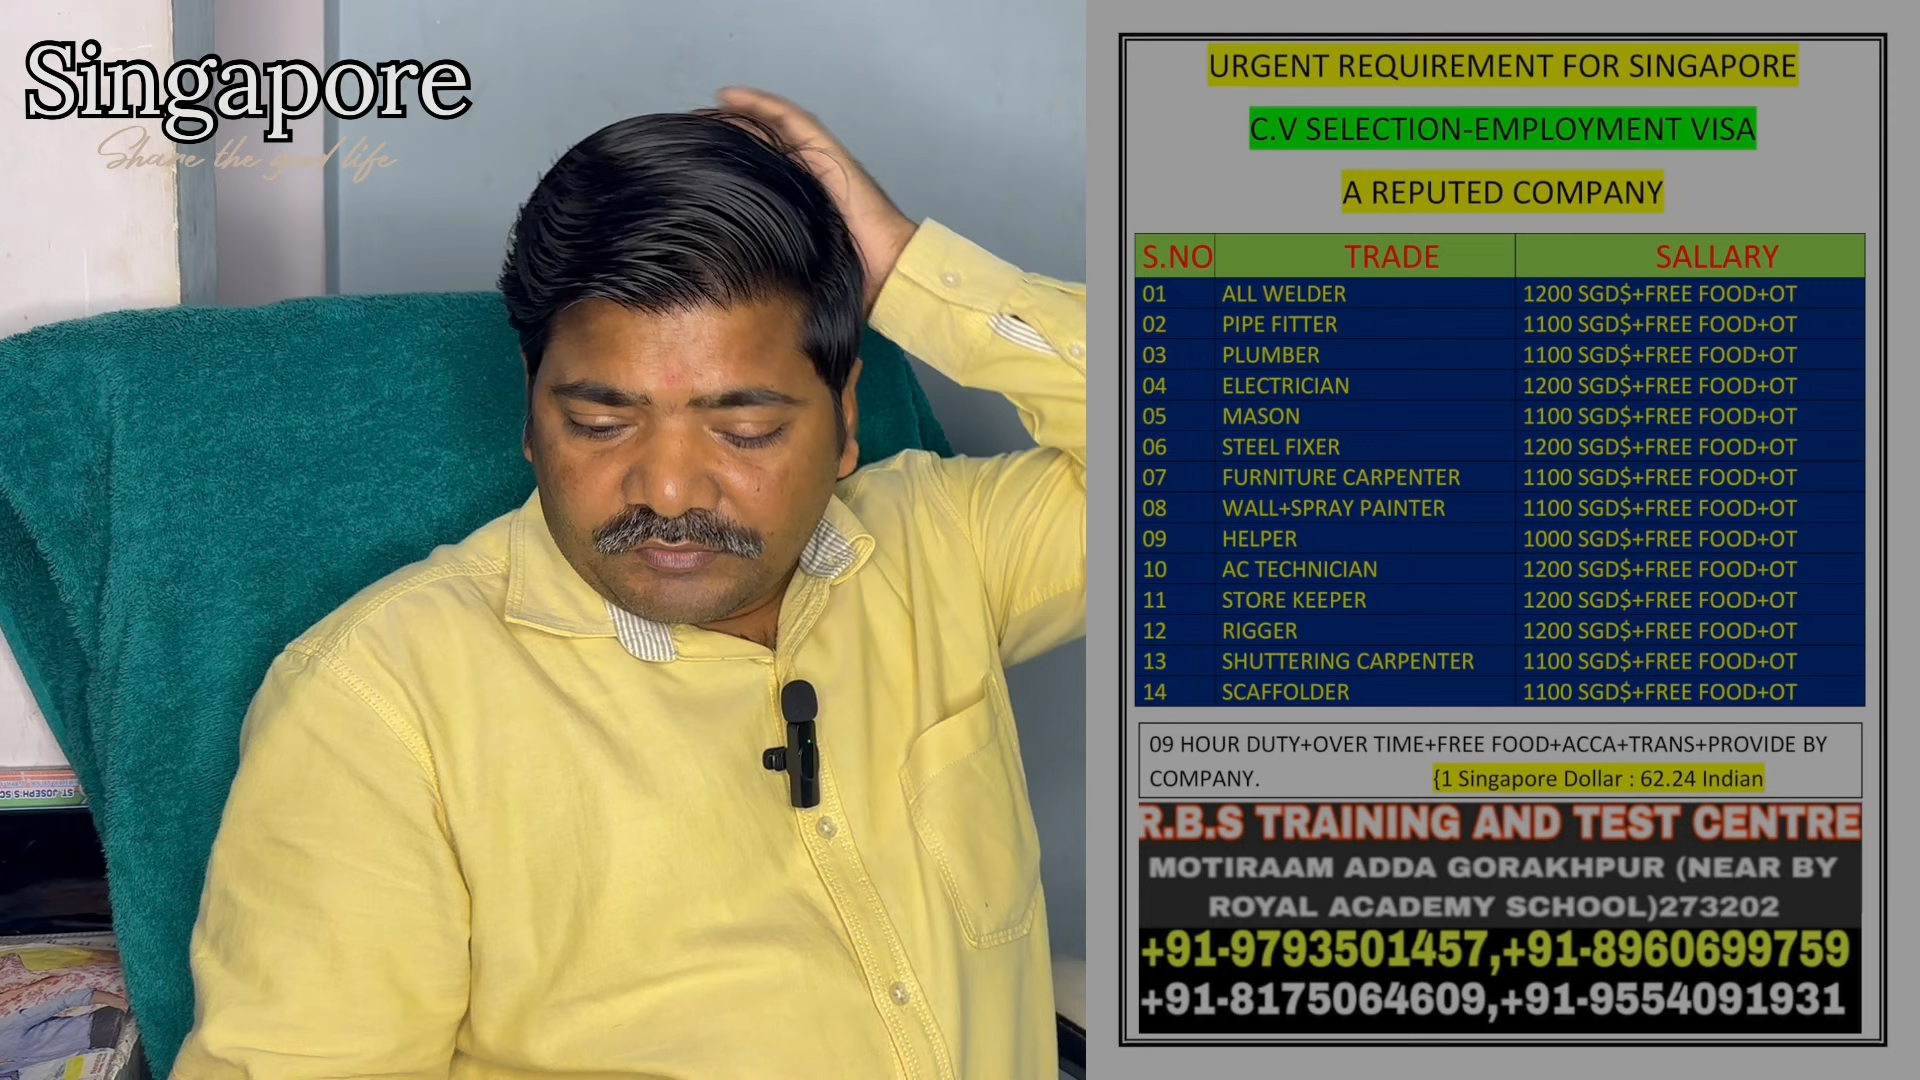 Singapore
Share the good life
ST. JOSEPH'S SC
URGENT REQUIREMENT FOR SINGAPORE
C.V SELECTION-EMPLOYMENT VISA
A REPUTED COMPANY
S.NO TRADE SALLARY
01 ALL WELDER 1200 SGD$+FREE FOOD+OT
02 PIPE FITTER 1100 SGD$+FREE FOOD+OT
03 PLUMBER 1100 SGD$+FREE FOOD+OT
04 ELECTRICIAN 1200 SGD$+FREE FOOD+OT
05 MASON 1100 SGD$+FREE FOOD+OT
06 STEEL FIXER 1200 SGD$+FREE FOOD+OT
07 FURNITURE CARPENTER 1100 SGD$+FREE FOOD+OT
08 WALL+SPRAY PAINTER 1100 SGD$+FREE FOOD+OT
09 HELPER 1000 SGD$+FREE FOOD+OT
10 AC TECHNICIAN 1200 SGD$+FREE FOOD+OT
11 STORE KEEPER 1200 SGD$+FREE FOOD+OT
12 RIGGER 1200 SGD$+FREE FOOD+OT
13 SHUTTERING CARPENTER 1100 SGD$+FREE FOOD+OT
14 SCAFFOLDER 1100 SGD$+FREE FOOD+OT
09 HOUR DUTY+OVER TIME+FREE FOOD+ACCA+TRANS+PROVIDE BY
COMPANY. {1 Singapore Dollar : 62.24 Indian
R.B.S TRAINING AND TEST CENTRE
MOTIRAAM ADDA GORAKHPUR (NEAR BY
ROYAL ACADEMY SCHOOL)273202
+91-9793501457,+91-8960699759
+91-8175064609,+91-9554091931